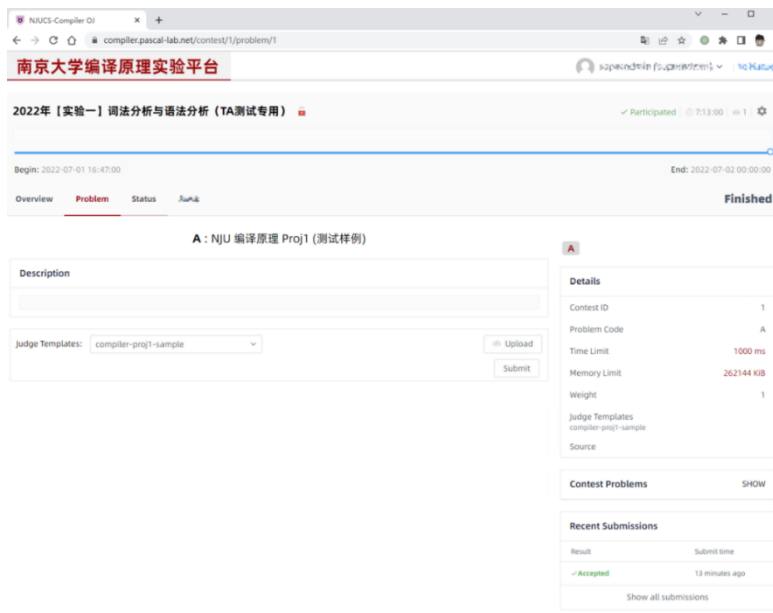 NJUCS-Compiler OJ
compiler.pascal-lab.net/contest/1/problem/1
南京大学编译原理实验平台
2022年【实验一】词法分析与语法分析（TA测试专用）
Participated
7:13:00
1
Begin: 2022-07-01 16:47:00
End: 2022-07-02 00:00:00
Overview
Problem
Status
Finished
A : NJU 编译原理 Proj1 (测试样例)
A
Description
Judge Templates:
compiler-proj1-sample
Upload
Submit
Details
Contest ID 1
Problem Code A
Time Limit 1000 ms
Memory Limit 262144 KiB
Weight 1
Judge Templates
compiler-proj1-sample
Source
Contest Problems SHOW
Recent Submissions
Result Submit time
Accepted 13 minutes ago
Show all submissions